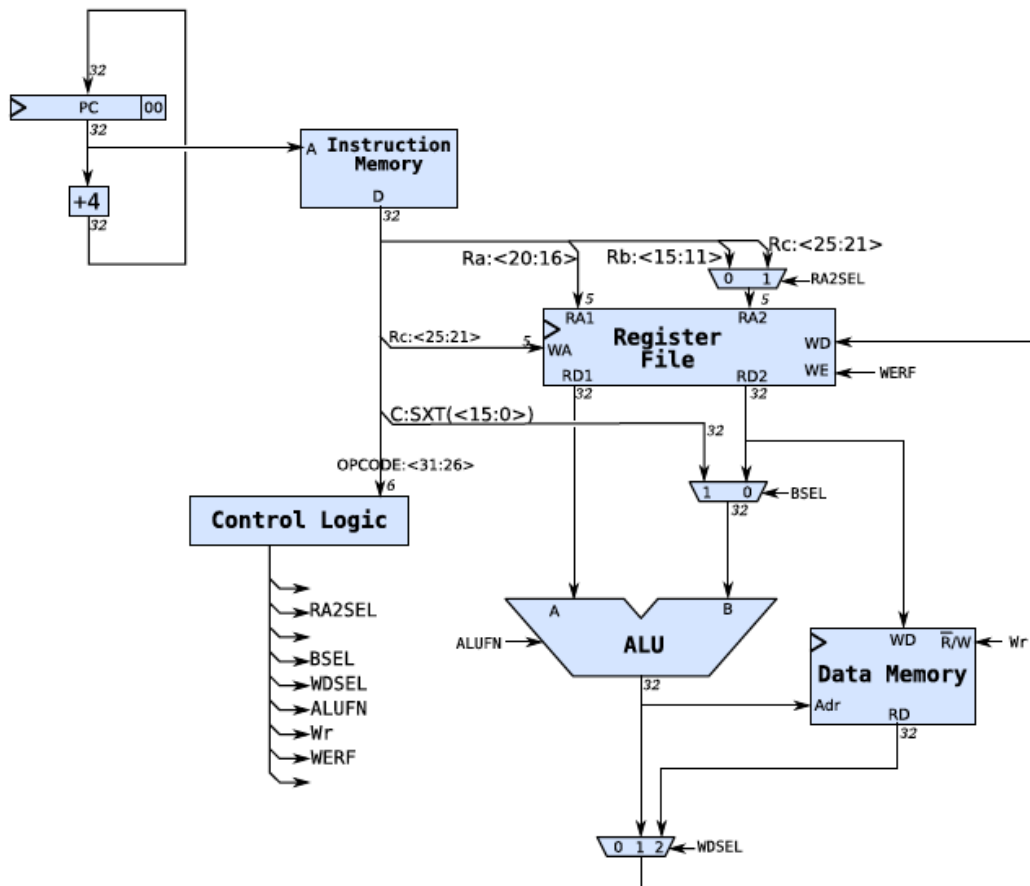 32
PC 00
32
+4
32
A Instruction
Memory
D
32
Ra:<20:16>
Rb:<15:11>
Rc:<25:21>
0 1
RA2SEL
5
5
RA1
RA2
Rc:<25:21>
5
WA
Register
File
WD
WE
WERF
RD1
RD2
32
32
C:SXT(<15:0>)
32
OPCODE:<31:26>
6
1 0
BSEL
32
Control Logic
RA2SEL
BSEL
WDSEL
ALUFN
Wr
WERF
A
B
ALUFN
ALU
32
WD
R̅/W
Wr
Data Memory
Adr
RD
32
0 1 2
WDSEL